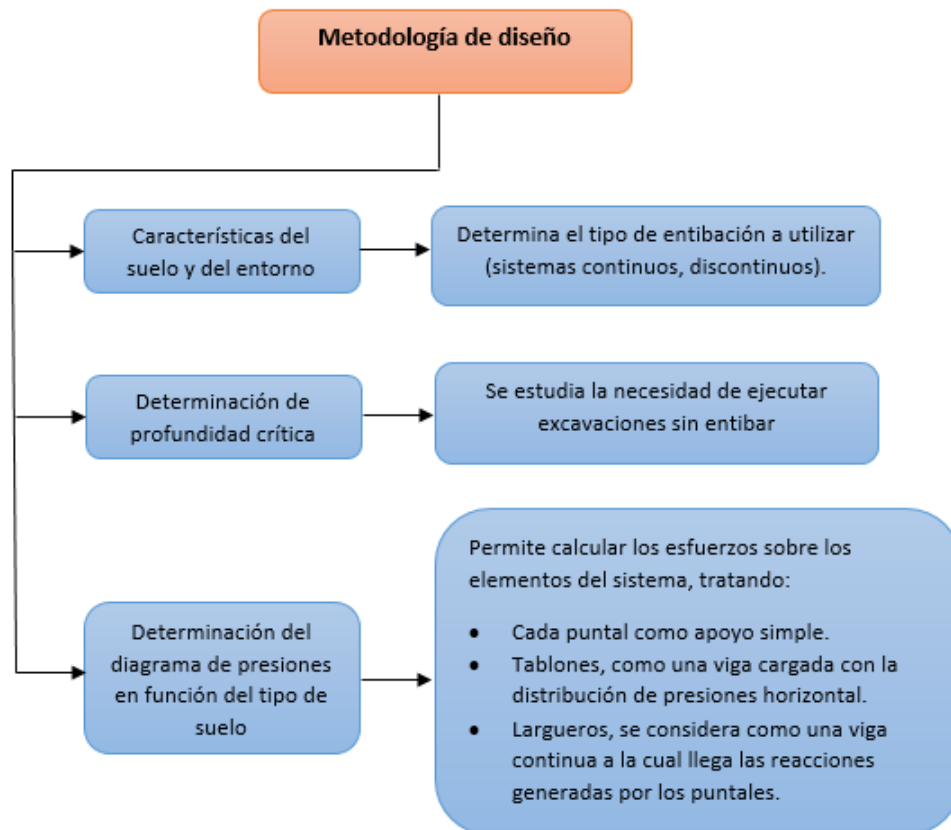 Metodología de diseño
Características del
suelo y del entorno
Determina el tipo de entibación a utilizar
(sistemas continuos, discontinuos).
Determinación de
profundidad crítica
Se estudia la necesidad de ejecutar
excavaciones sin entibar
Determinación del
diagrama de presiones
en función del tipo de
suelo
Permite calcular los esfuerzos sobre los
elementos del sistema, tratando:
• Cada puntal como apoyo simple.
• Tablones, como una viga cargada con la
distribución de presiones horizontal.
• Largueros, se considera como una viga
continua a la cual llega las reacciones
generadas por los puntales.